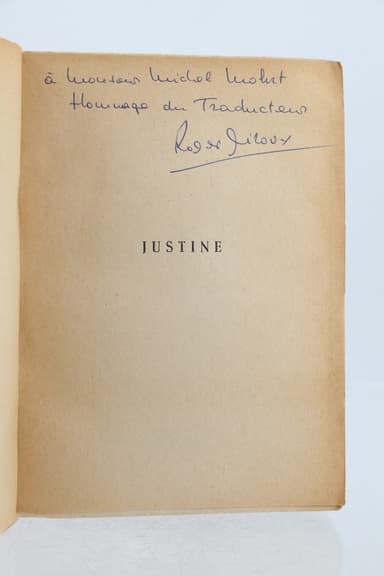 à Monsieur Michel Mohrt
Hommage du Traducteur
Roger Giroux
JUSTINE